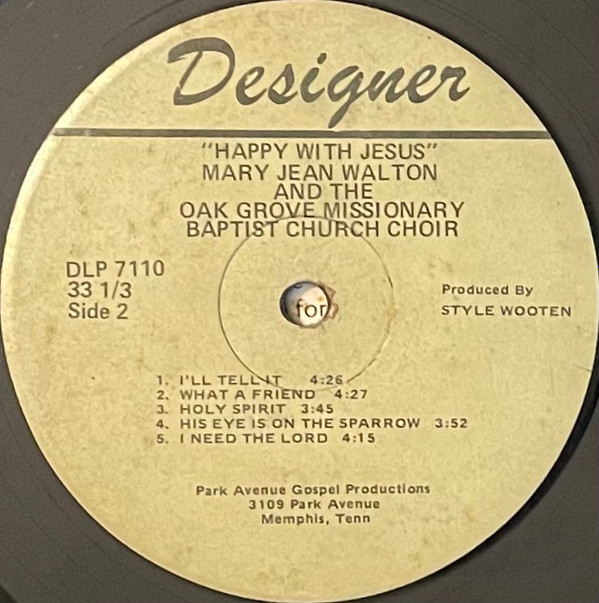 Designer
"HAPPY WITH JESUS"
MARY JEAN WALTON
AND THE
OAK GROVE MISSIONARY
BAPTIST CHURCH CHOIR
DLP 7110
33 1/3
Side 2
for
Produced By
STYLE WOOTEN
1. I'LL TELL IT 4:26
2. WHAT A FRIEND 4:27
3. HOLY SPIRIT 3:45
4. HIS EYE IS ON THE SPARROW 3:52
5. I NEED THE LORD 4:15
Park Avenue Gospel Productions
3109 Park Avenue
Memphis, Tenn